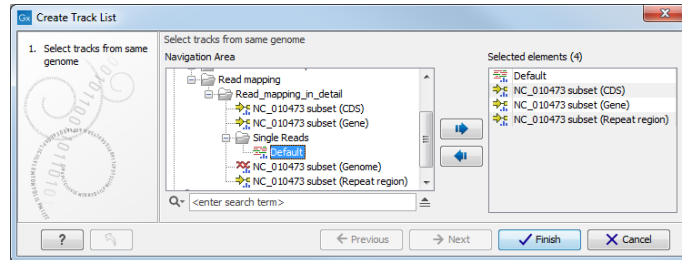 Gx Create Track List
1. Select tracks from same
genome
Select tracks from same genome
Navigation Area
Read mapping
Read_mapping_in_detail
NC_010473 subset (CDS)
NC_010473 subset (Gene)
Single Reads
Default
NC_010473 subset (Genome)
NC_010473 subset (Repeat region)
<enter search term>
Selected elements (4)
Default
NC_010473 subset (CDS)
NC_010473 subset (Gene)
NC_010473 subset (Repeat region)
? Previous Next Finish Cancel